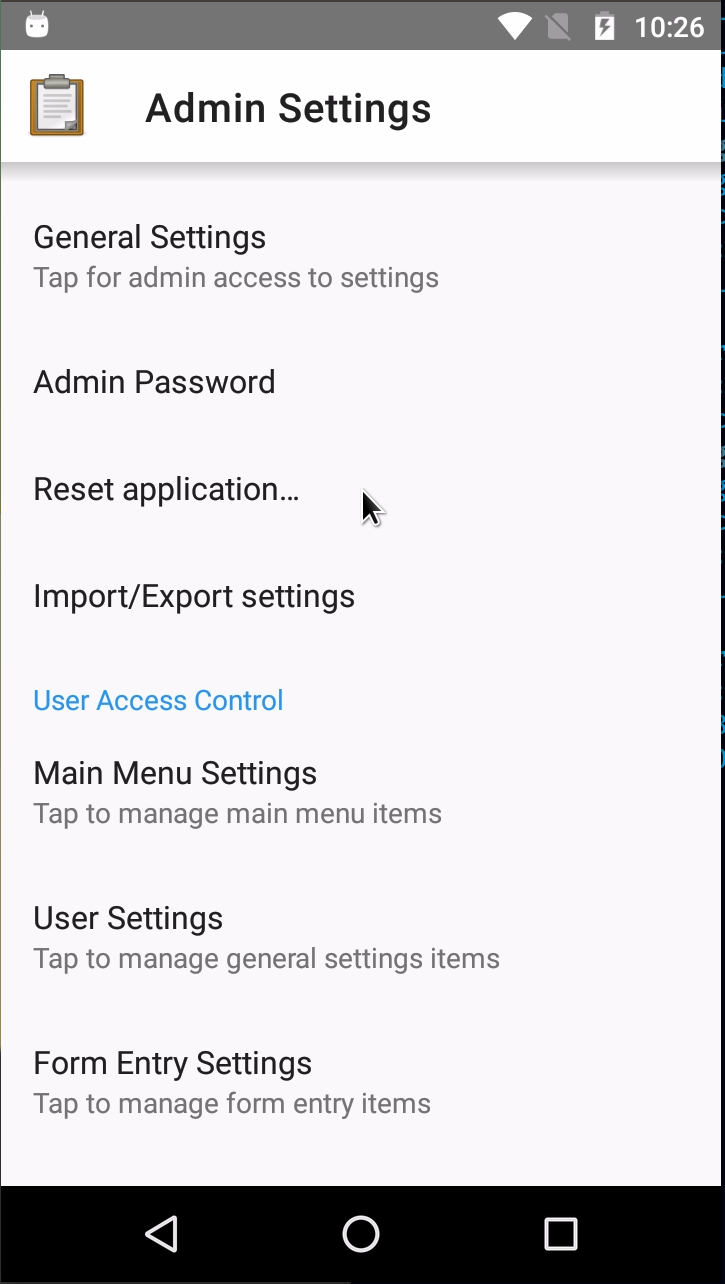 10:26
Admin Settings
General Settings
Tap for admin access to settings
Admin Password
Reset application…
Import/Export settings
User Access Control
Main Menu Settings
Tap to manage main menu items
User Settings
Tap to manage general settings items
Form Entry Settings
Tap to manage form entry items